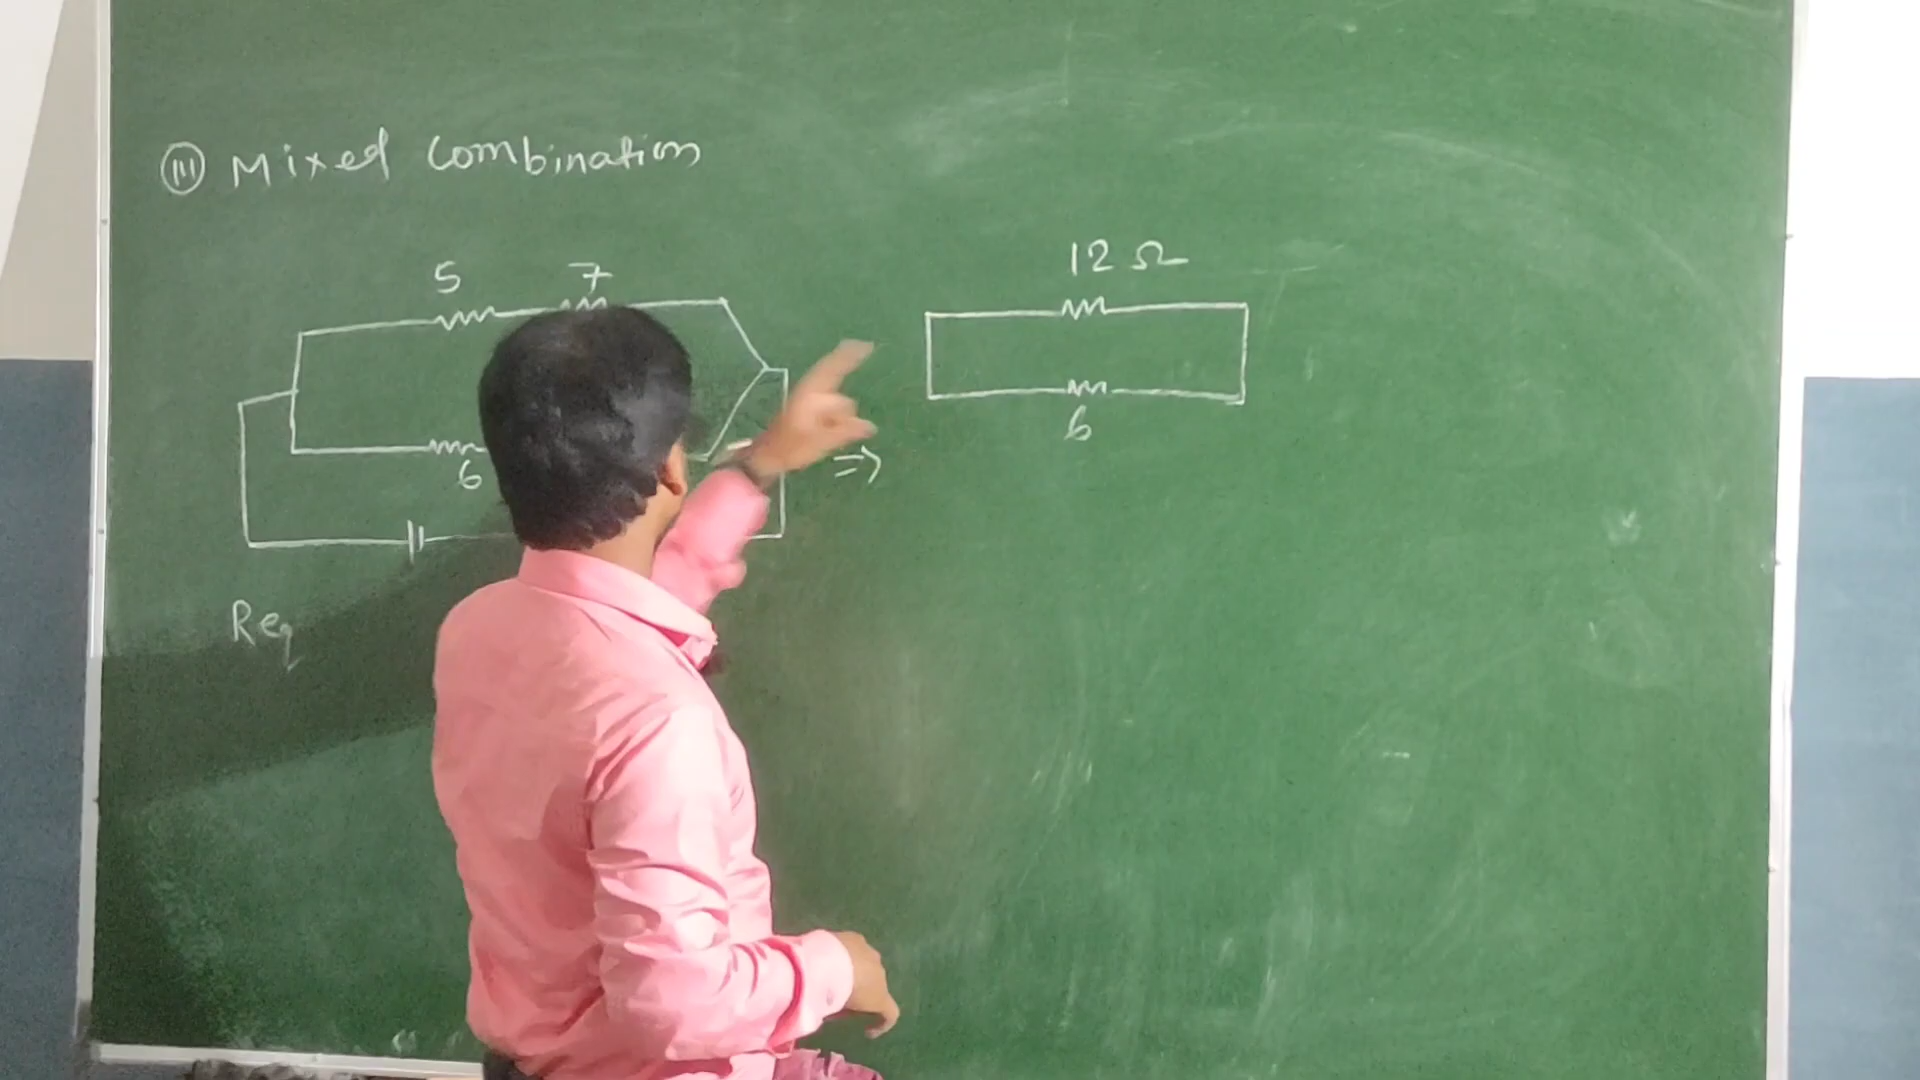 III Mixed Combination
5 7
6
Req
⇒
12 Ω
6